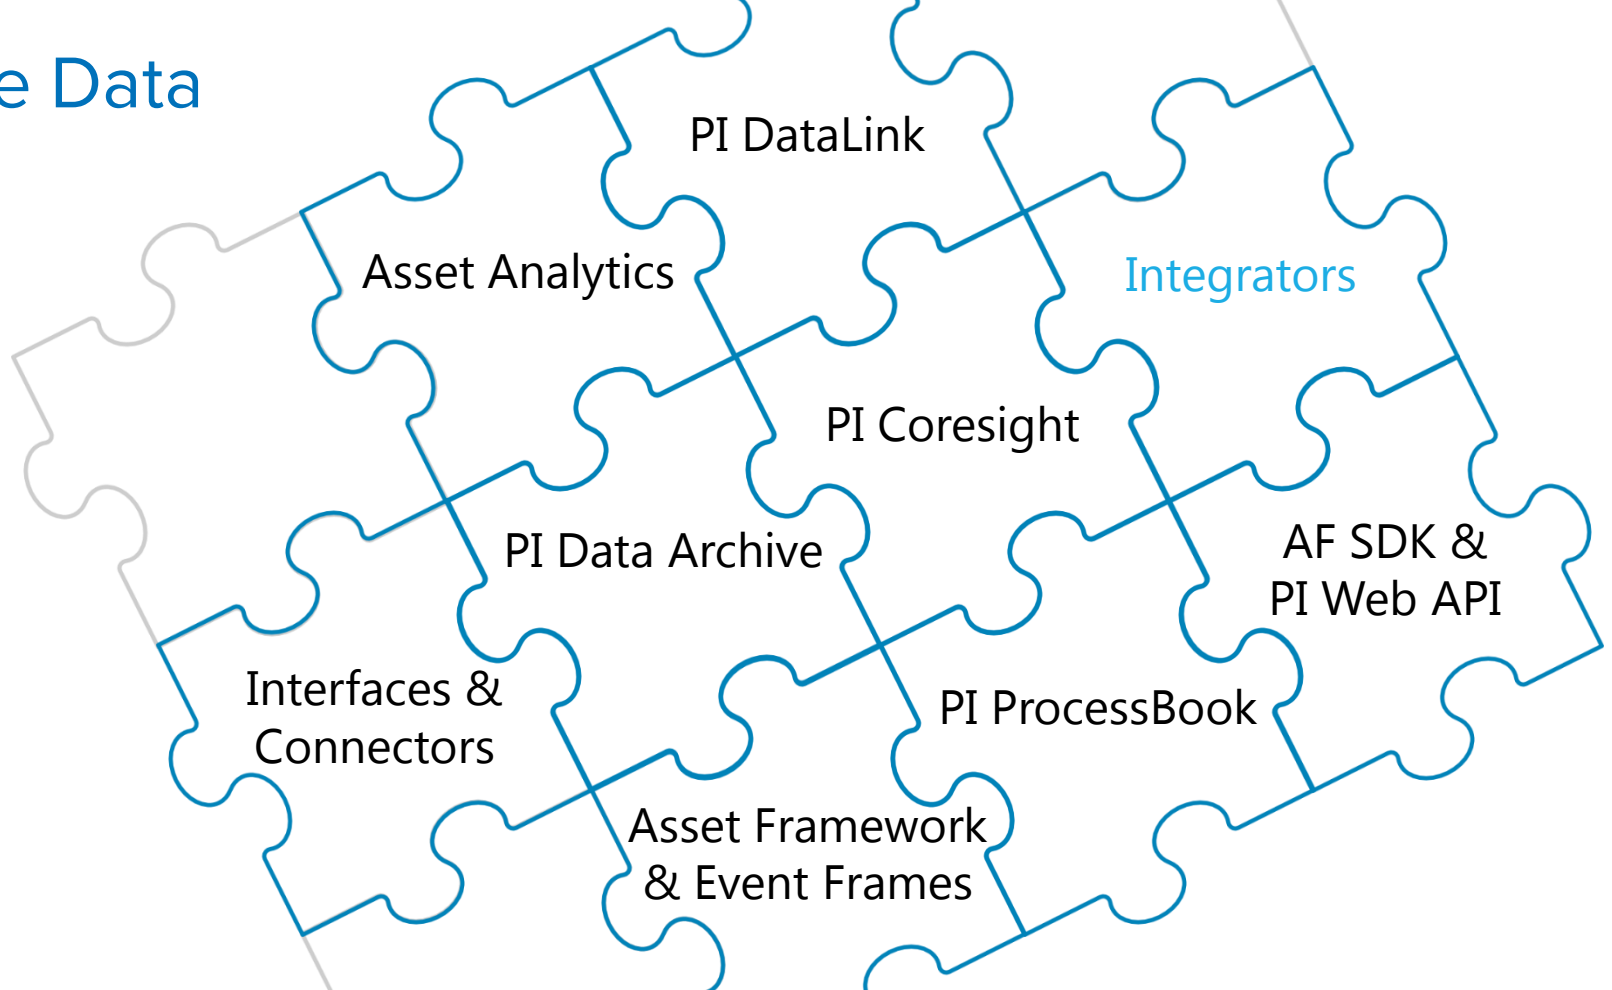 e Data
PI DataLink
Asset Analytics
Integrators
PI Coresight
PI Data Archive
AF SDK &
PI Web API
Interfaces &
Connectors
PI ProcessBook
Asset Framework
& Event Frames